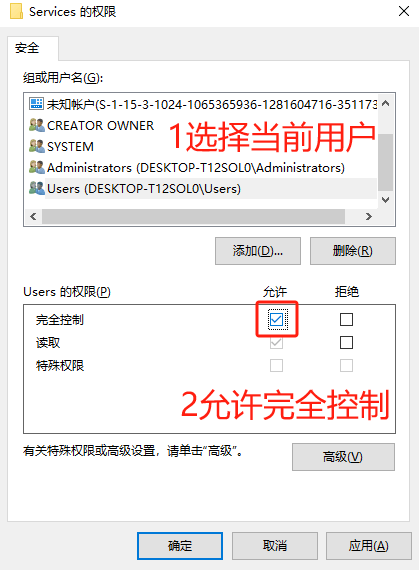 Services 的权限
安全
组或用户名(G):
未知帐户(S-1-15-3-1024-1065365936-1281604716-351173
CREATOR OWNER
SYSTEM
Administrators (DESKTOP-T12SOL0\Administrators)
Users (DESKTOP-T12SOL0\Users)
1选择当前用户
添加(D)...
删除(R)
Users 的权限(P)
允许
拒绝
完全控制
读取
特殊权限
2允许完全控制
有关特殊权限或高级设置，请单击“高级”。
高级(V)
确定
取消
应用(A)